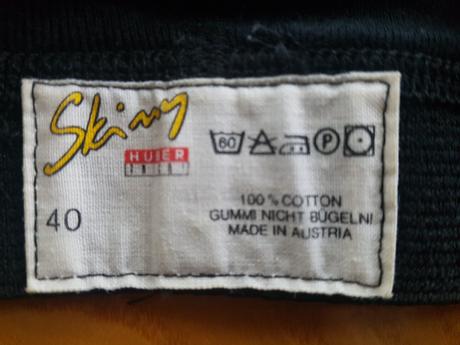 Skiny
HUBER
60 P
40
100% COTTON
GUMMI NICHT BÜGELN!
MADE IN AUSTRIA